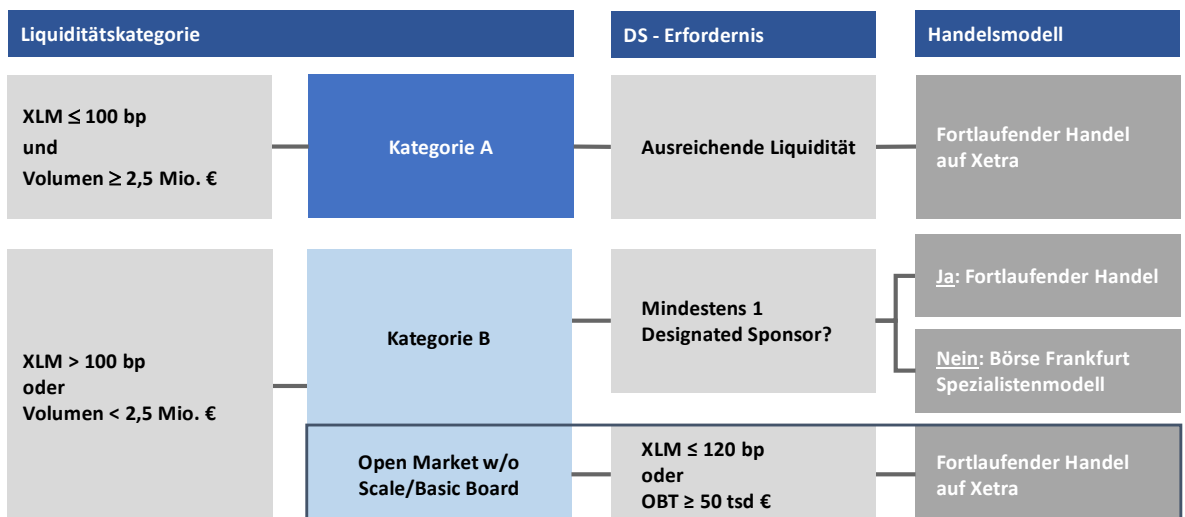 Liquiditätskategorie
DS - Erfordernis
Handelsmodell
XLM ≤ 100 bp
und
Volumen ≥ 2,5 Mio. €
Kategorie A
Ausreichende Liquidität
Fortlaufender Handel
auf Xetra
XLM > 100 bp
oder
Volumen < 2,5 Mio. €
Kategorie B
Mindestens 1
Designated Sponsor?
Ja: Fortlaufender Handel
Nein: Börse Frankfurt
Spezialistenmodell
Open Market w/o
Scale/Basic Board
XLM ≤ 120 bp
oder
OBT ≥ 50 tsd €
Fortlaufender Handel
auf Xetra